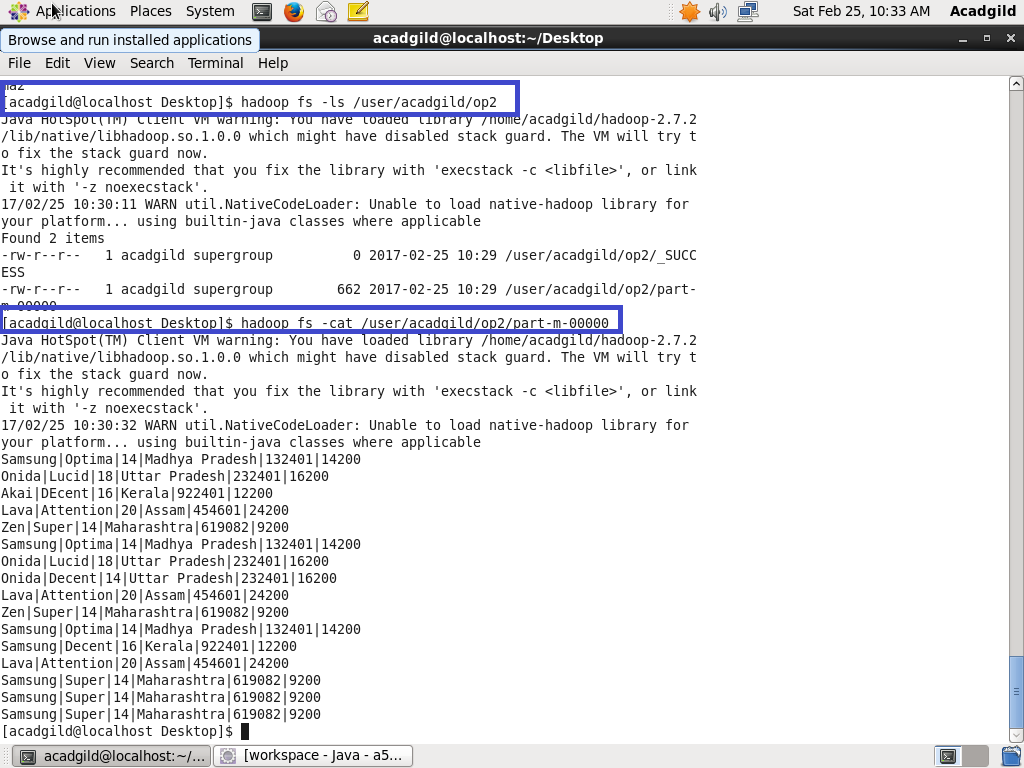 Applications Places System Sat Feb 25, 10:33 AM Acadgild
Browse and run installed applications
acadgild@localhost:~/Desktop
File Edit View Search Terminal Help
ma2
[acadgild@localhost Desktop]$ hadoop fs -ls /user/acadgild/op2
Java HotSpot(TM) Client VM warning: You have loaded library /home/acadgild/hadoop-2.7.2
/lib/native/libhadoop.so.1.0.0 which might have disabled stack guard. The VM will try t
o fix the stack guard now.
It's highly recommended that you fix the library with 'execstack -c <libfile>', or link
 it with '-z noexecstack'.
17/02/25 10:30:11 WARN util.NativeCodeLoader: Unable to load native-hadoop library for
your platform... using builtin-java classes where applicable
Found 2 items
-rw-r--r--   1 acadgild supergroup          0 2017-02-25 10:29 /user/acadgild/op2/_SUCC
ESS
-rw-r--r--   1 acadgild supergroup        662 2017-02-25 10:29 /user/acadgild/op2/part-
m-00000
[acadgild@localhost Desktop]$ hadoop fs -cat /user/acadgild/op2/part-m-00000
Java HotSpot(TM) Client VM warning: You have loaded library /home/acadgild/hadoop-2.7.2
/lib/native/libhadoop.so.1.0.0 which might have disabled stack guard. The VM will try t
o fix the stack guard now.
It's highly recommended that you fix the library with 'execstack -c <libfile>', or link
 it with '-z noexecstack'.
17/02/25 10:30:32 WARN util.NativeCodeLoader: Unable to load native-hadoop library for
your platform... using builtin-java classes where applicable
Samsung|Optima|14|Madhya Pradesh|132401|14200
Onida|Lucid|18|Uttar Pradesh|232401|16200
Akai|DEcent|16|Kerala|922401|12200
Lava|Attention|20|Assam|454601|24200
Zen|Super|14|Maharashtra|619082|9200
Samsung|Optima|14|Madhya Pradesh|132401|14200
Onida|Lucid|18|Uttar Pradesh|232401|16200
Onida|Decent|14|Uttar Pradesh|232401|16200
Lava|Attention|20|Assam|454601|24200
Zen|Super|14|Maharashtra|619082|9200
Samsung|Optima|14|Madhya Pradesh|132401|14200
Samsung|Decent|16|Kerala|922401|12200
Lava|Attention|20|Assam|454601|24200
Samsung|Super|14|Maharashtra|619082|9200
Samsung|Super|14|Maharashtra|619082|9200
Samsung|Super|14|Maharashtra|619082|9200
[acadgild@localhost Desktop]$
acadgild@localhost:~/... [workspace - Java - a5...